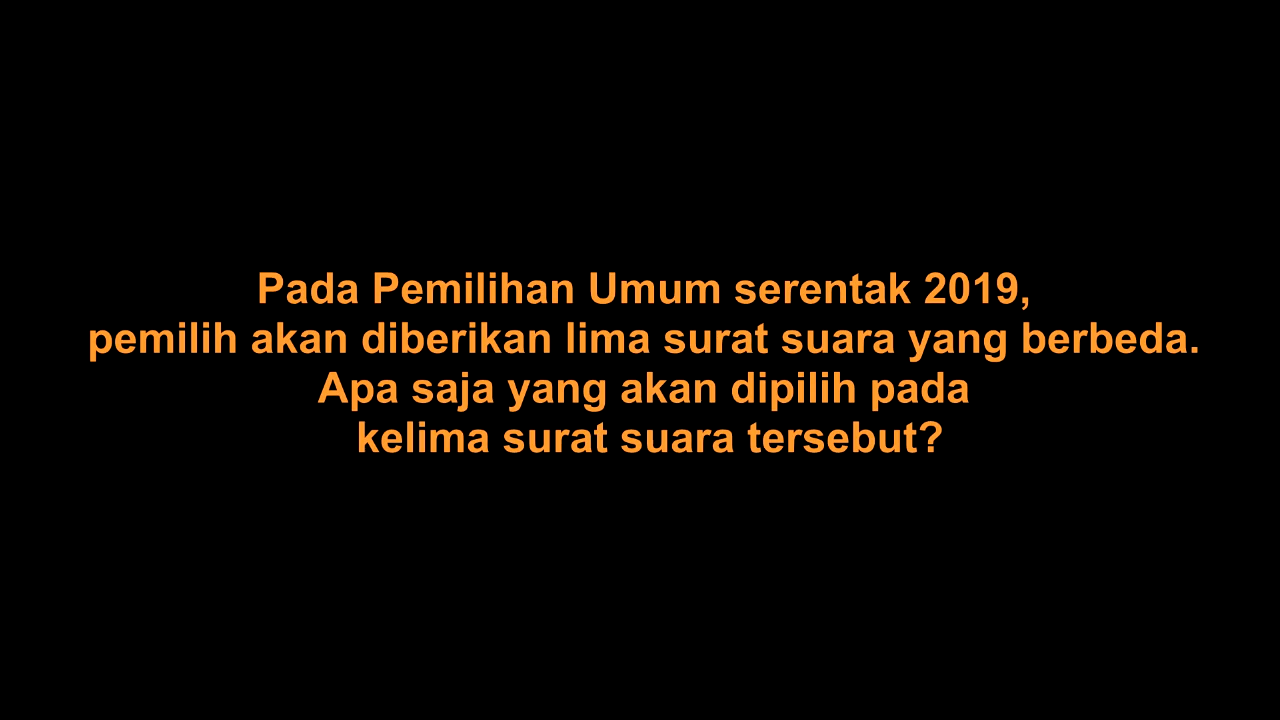 Pada Pemilihan Umum serentak 2019,
pemilih akan diberikan lima surat suara yang berbeda.
Apa saja yang akan dipilih pada
kelima surat suara tersebut?